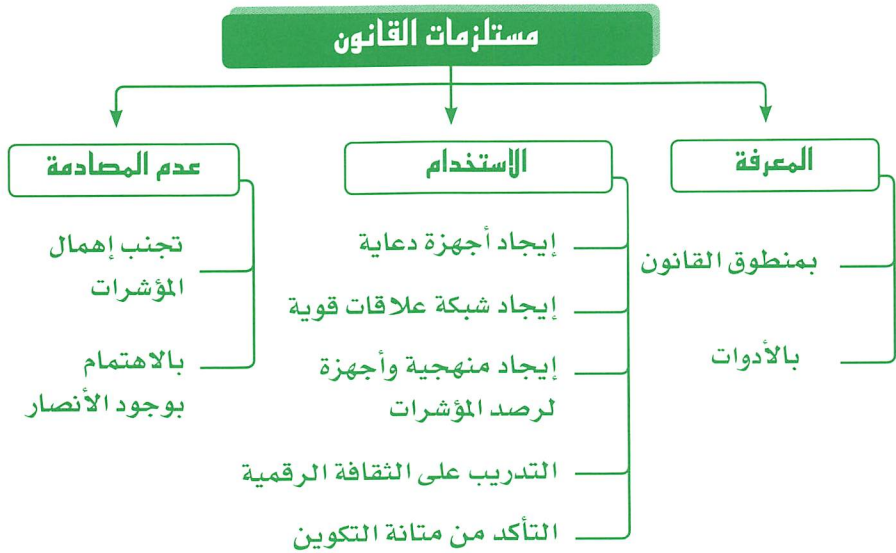 مستلزمات القانون
المعرفة
بمنطوق القانون
بالأدوات
الاستخدام
إيجاد أجهزة دعاية
إيجاد شبكة علاقات قوية
إيجاد منهجية وأجهزة
لرصد المؤشرات
التدريب على الثقافة الرقمية
التأكد من متانة التكوين
عدم المصادمة
تجنب إهمال
المؤشرات
بالاهتمام
بوجود الأنصار